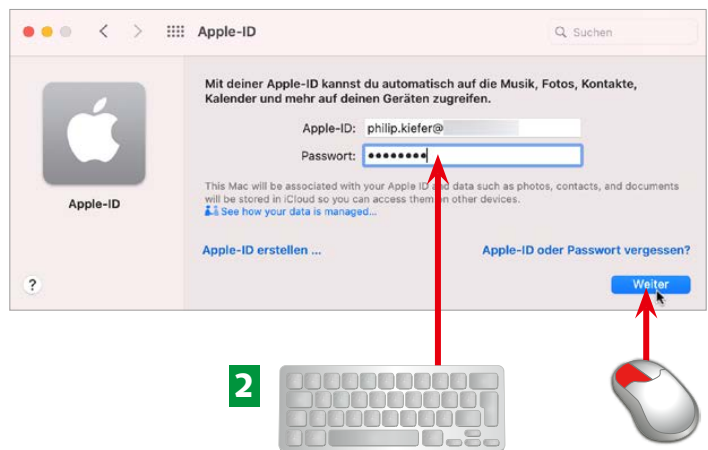 Apple-ID
Suchen
Mit deiner Apple-ID kannst du automatisch auf die Musik, Fotos, Kontakte,
Kalender und mehr auf deinen Geräten zugreifen.
Apple-ID: philip.kiefer@
Passwort: ••••••••
This Mac will be associated with your Apple ID and data such as photos, contacts, and documents
will be stored in iCloud so you can access them on other devices.
See how your data is managed...
Apple-ID
Apple-ID erstellen ...
Apple-ID oder Passwort vergessen?
?
Weiter
2